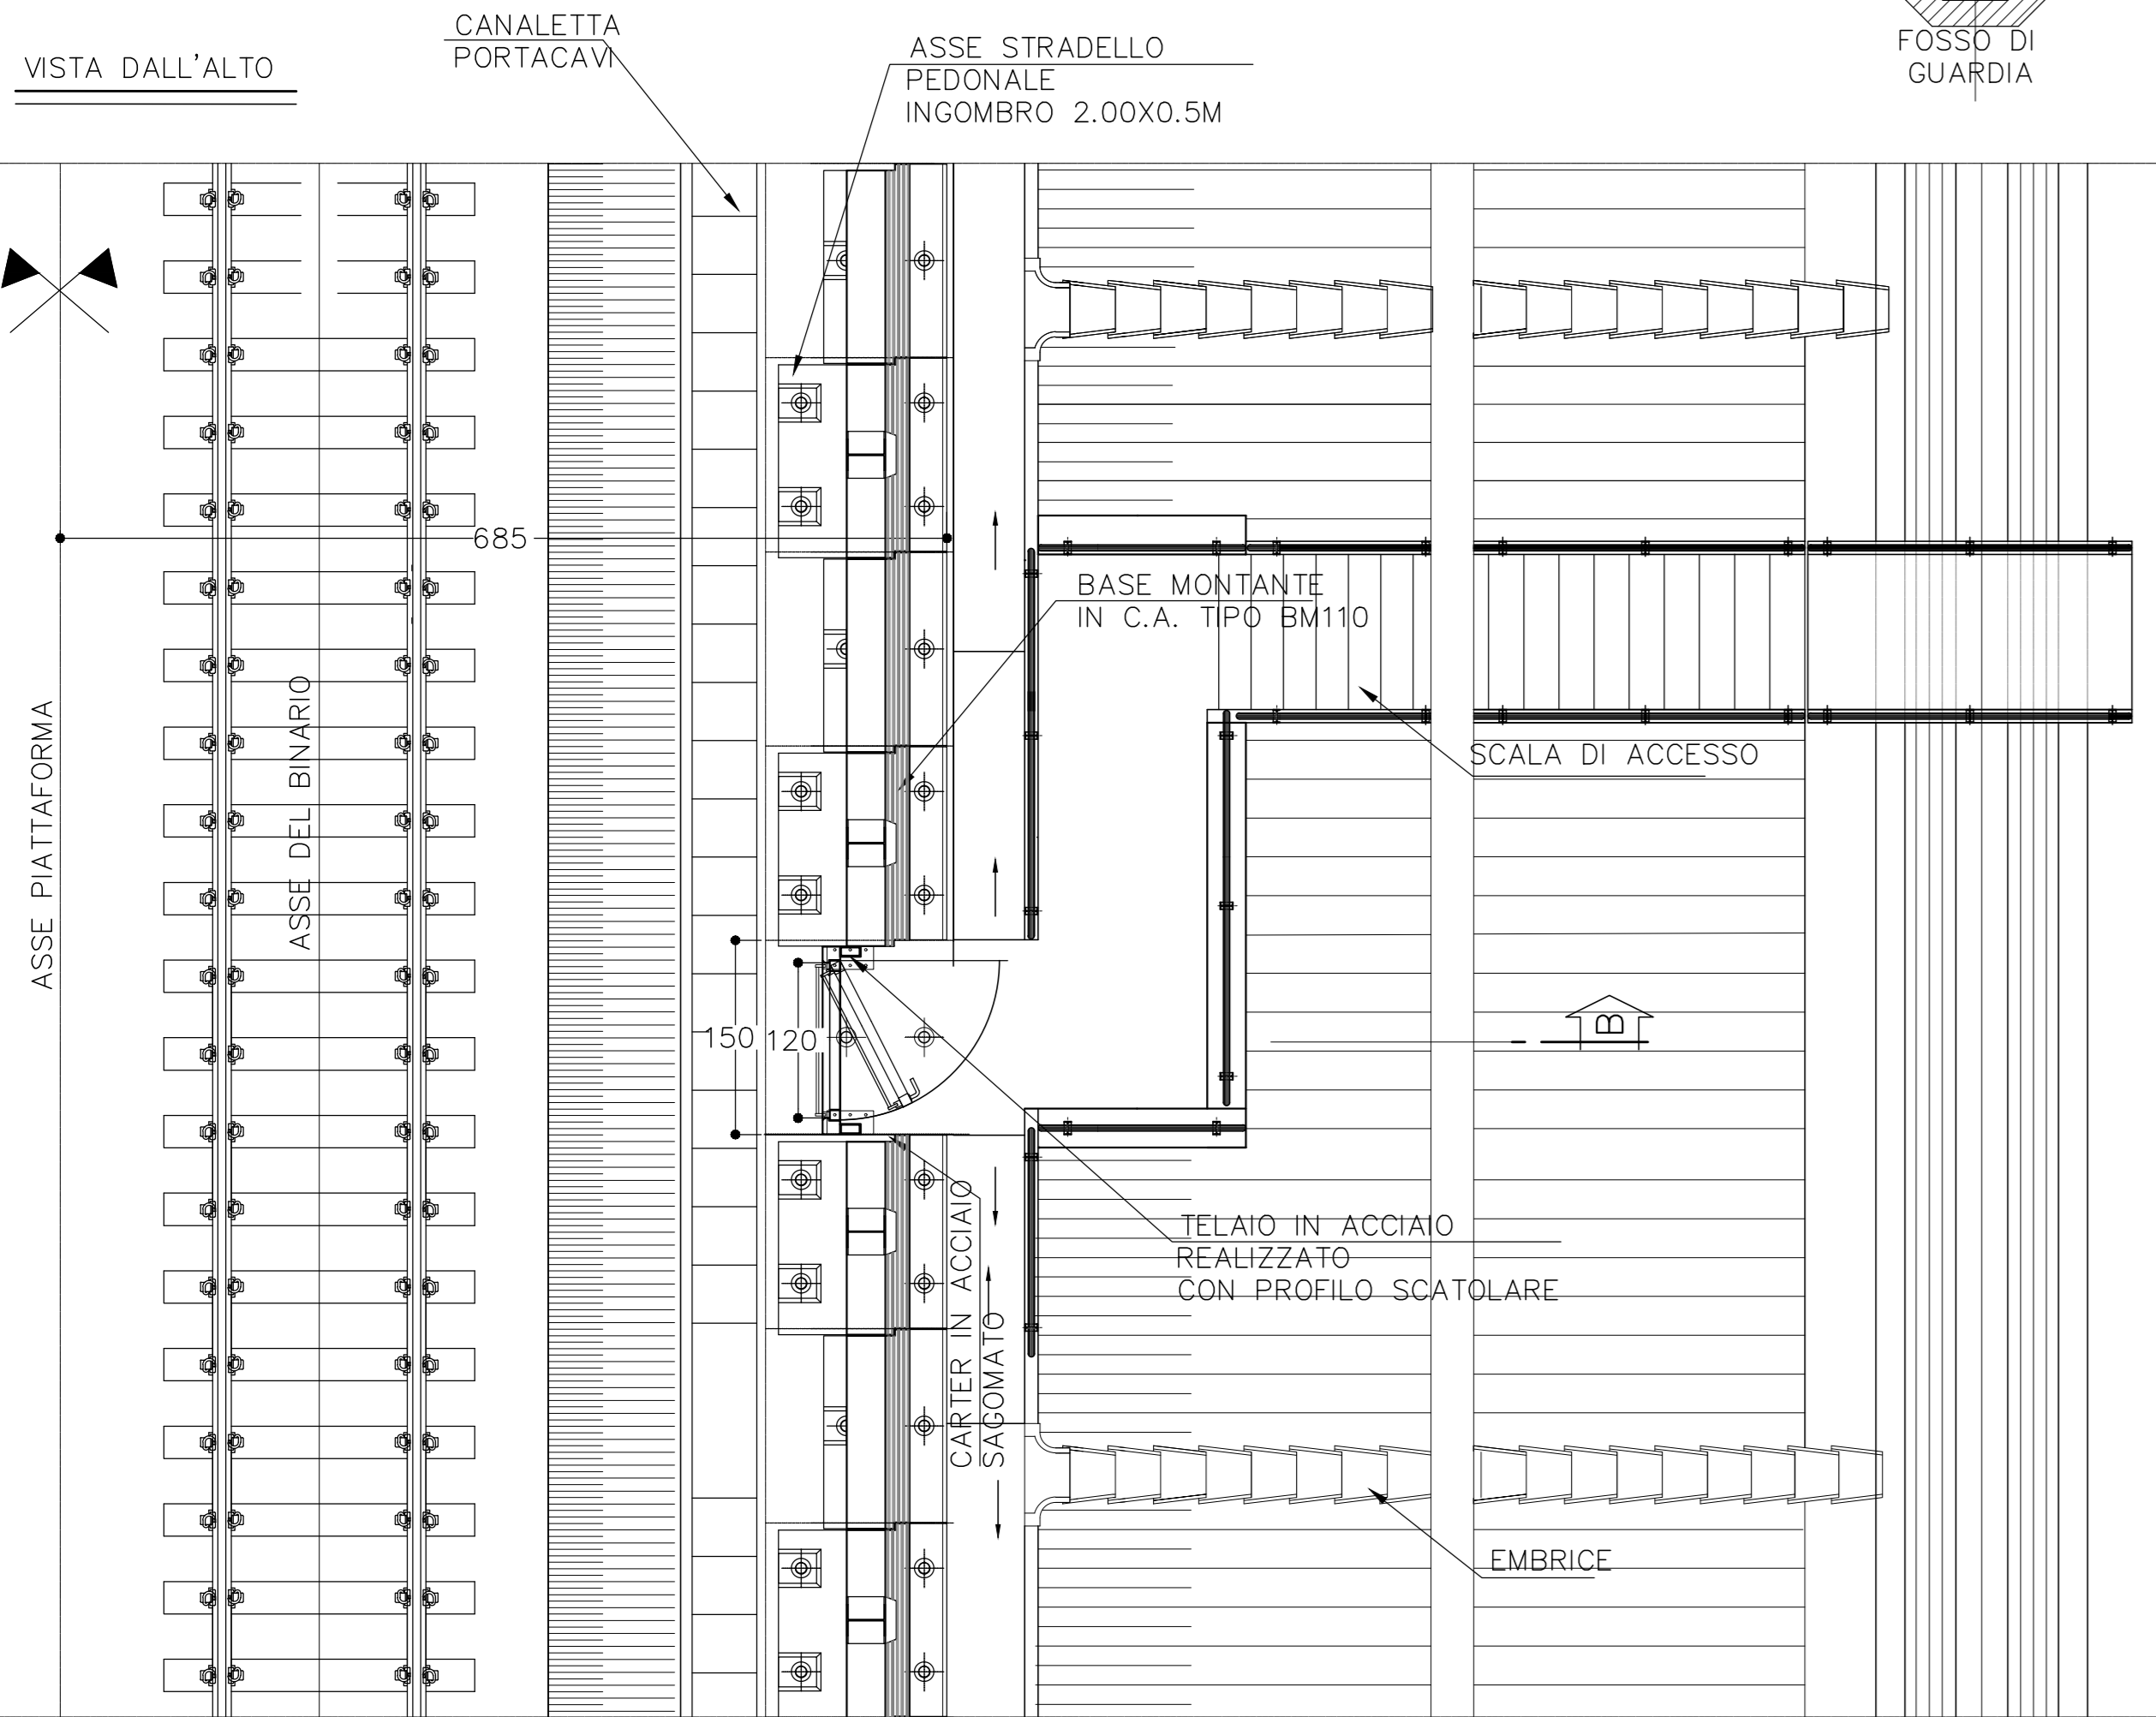 VISTA DALL'ALTO
CANALETTA
PORTACAVI
ASSE STRADELLO
PEDONALE
INGOMBRO 2.00X0.5M
FOSSO DI
GUARDIA
685
BASE MONTANTE
IN C.A. TIPO BM110
SCALA DI ACCESSO
ASSE PIATTAFORMA
ASSE DEL BINARIO
150
120
B
TELAIO IN ACCIAIO
REALIZZATO
CON PROFILO SCATOLARE
CARTER IN ACCIAIO
SAGOMATO
EMBRICE